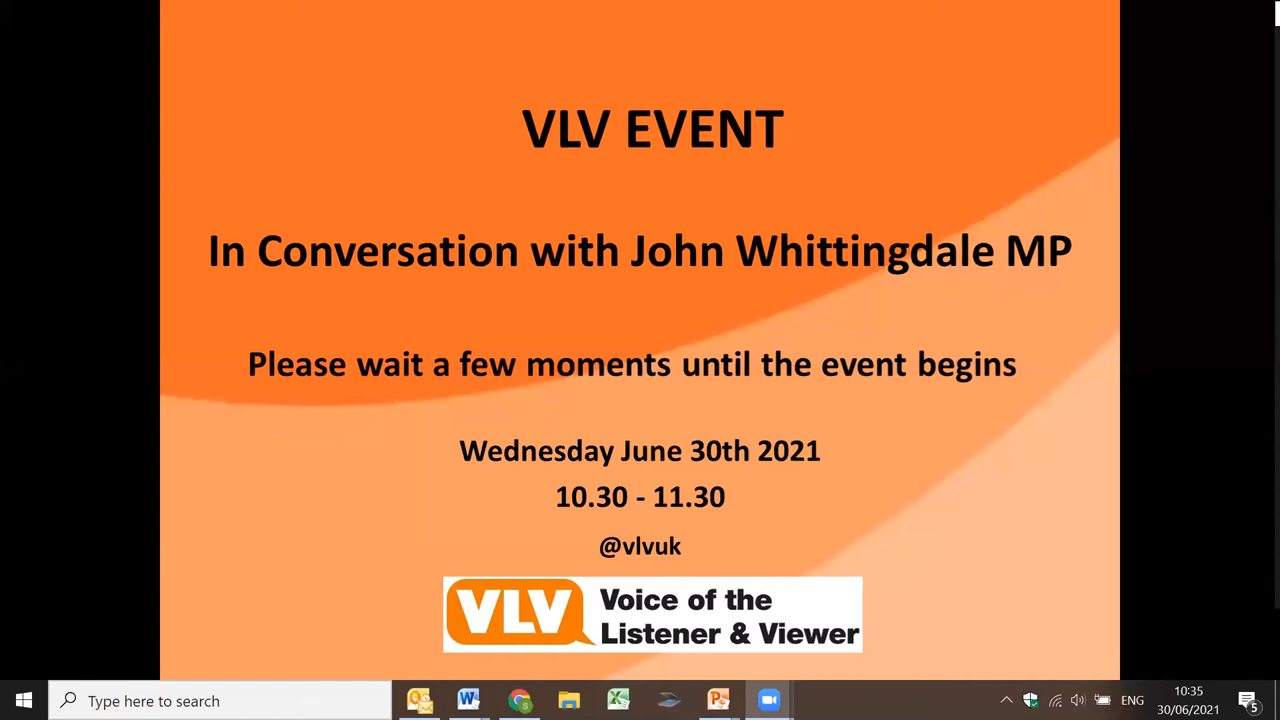 VLV EVENT
In Conversation with John Whittingdale MP
Please wait a few moments until the event begins
Wednesday June 30th 2021
10.30 - 11.30
@vlvuk
VLV
Voice of the
Listener & Viewer
Type here to search
ENG
10:35
30/06/2021
5